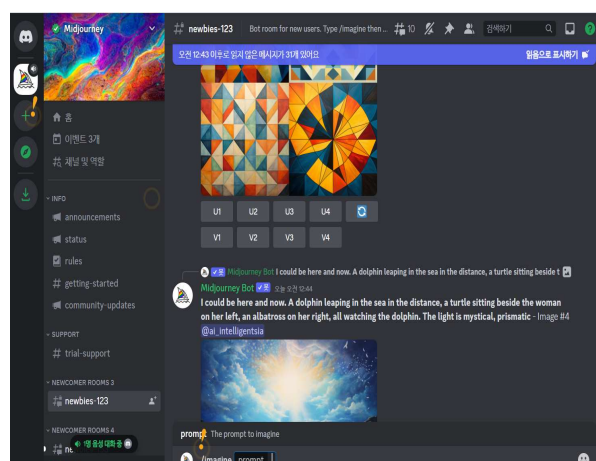 Midjourney
newbies-123
Bot room for new users. Type /imagine then ...
10
검색하기
오전 12:43 이후로 읽지 않은 메시지가 31개 있어요
읽음으로 표시하기
홈
이벤트 3개
채널 및 역할
INFO
announcements
status
rules
getting-started
community-updates
SUPPORT
trial-support
NEWCOMER ROOMS 3
newbies-123
NEWCOMER ROOMS 4
1명 음성 대화 중
U1 U2 U3 U4
V1 V2 V3 V4
✓봇 Midjourney Bot I could be here and now. A dolphin leaping in the sea in the distance, a turtle sitting beside t
Midjourney Bot ✓봇 오늘 오전 12:44
I could be here and now. A dolphin leaping in the sea in the distance, a turtle sitting beside the woman
on her left, an albatross on her right, all watching the dolphin. The light is mystical, prismatic - Image #4
@ai_intelligentsia
prompt The prompt to imagine
/imagine prompt